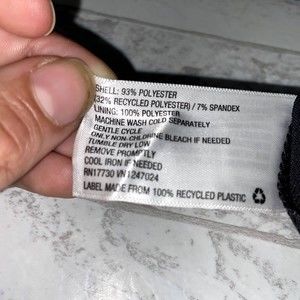 SHELL: 93% POLYESTER
(32% RECYCLED POLYESTER) / 7% SPANDEX
LINING: 100% POLYESTER
MACHINE WASH COLD SEPARATELY
GENTLE CYCLE
ONLY NON-CHLORINE BLEACH IF NEEDED
TUMBLE DRY LOW
REMOVE PROMPTLY
COOL IRON IF NEEDED
RN17730 VN1247024
LABEL MADE FROM 100% RECYCLED PLASTIC